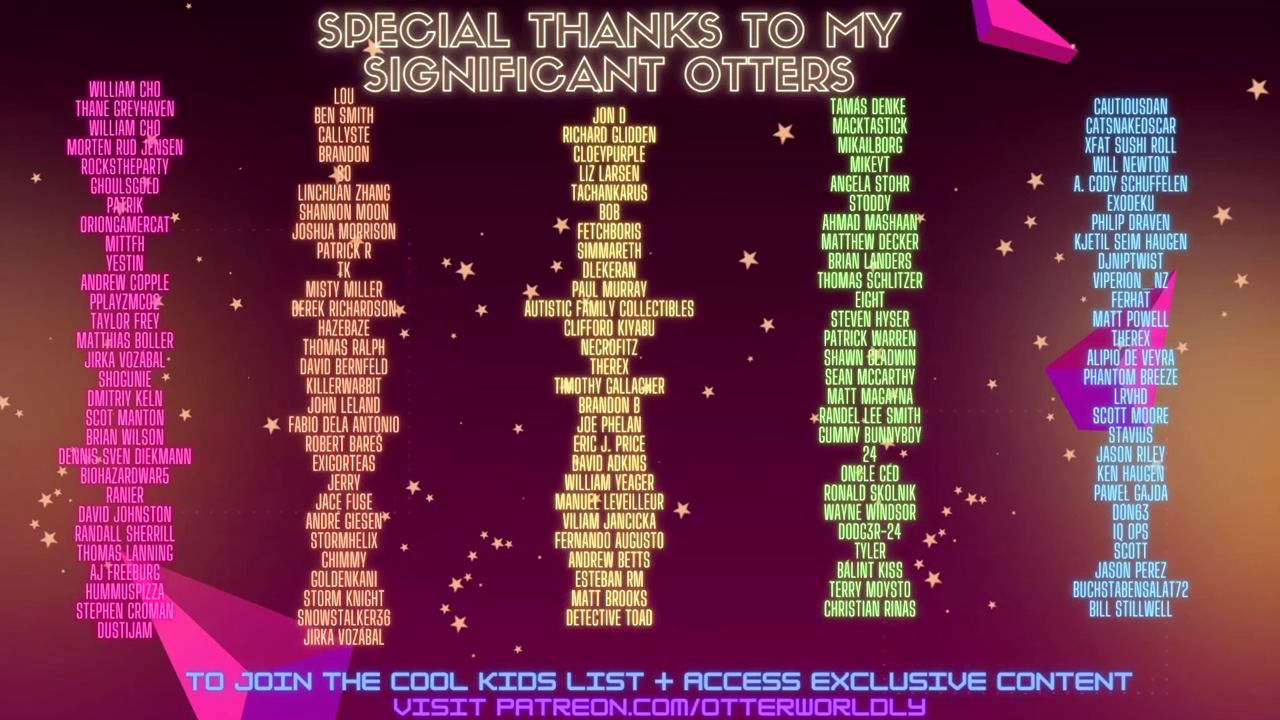 SPECIAL THANKS TO MY
SIGNIFICANT OTTERS
WILLIAM CHO
THANE GREYHAVEN
WILLIAM CHO
MORTEN RUD JENSEN
ROCKSTHEPARTY
GHOULSGOLD
PATRIK
ORIONGAMERCAT
MITTFH
YESTIN
ANDREW COPPLE
PPLAYZMC02
TAYLOR FREY
MATTHIAS BOLLER
JIRKA VOZÁBAL
SHOGUNIE
DMITRIY KELN
SCOT MANTON
BRIAN WILSON
DENNIS SVEN DIEKMANN
BIOHAZARDWAR5
RANIER
DAVID JOHNSTON
RANDALL SHERRILL
THOMAS LANNING
AJ FREEBURG
HUMMUSPIZZA
STEPHEN CROMAN
DUSTIJAM
LOU
BEN SMITH
CALLYSTE
BRANDON
BO
LINCHUAN ZHANG
SHANNON MOON
JOSHUA MORRISON
PATRICK R
TK
MISTY MILLER
DEREK RICHARDSON
HAZEBAZE
THOMAS RALPH
DAVID BERNFELD
KILLERWABBIT
JOHN LELAND
FABIO DELA ANTONIO
ROBERT BAREŠ
EXIGORTEAS
JERRY
JACE FUSE
ANDRÉ GIESEN
STORMHELIX
CHIMMY
GOLDENKANI
STORM KNIGHT
SNOWSTALKER36
JIRKA VOZÁBAL
JON D
RICHARD GLIDDEN
CLOEYPURPLE
LIZ LARSEN
TACHANKARUS
BOB
FETCHBORIS
SIMMARETH
DLEKERAN
PAUL MURRAY
AUTISTIC FAMILY COLLECTIBLES
CLIFFORD KIYABU
NECROFITZ
THEREX
TIMOTHY GALLAGHER
BRANDON B
JOE PHELAN
ERIC J. PRICE
DAVID ADKINS
WILLIAM YEAGER
MANUEL LEVEILLEUR
VILIAM JANCICKA
FERNANDO AUGUSTO
ANDREW BETTS
ESTEBAN RM
MATT BROOKS
DETECTIVE TOAD
TAMÁS DENKE
MACKTASTICK
MIKAILBORG
MIKEYT
ANGELA STOHR
STODDY
AHMAD MASHAAN
MATTHEW DECKER
BRIAN LANDERS
THOMAS SCHLITZER
EIGHT
STEVEN HYSER
PATRICK WARREN
SHAWN GLADWIN
SEAN MCCARTHY
MATT MAGAYNA
RANDEL LEE SMITH
GUMMY BUNNYBOY
24
ONCLE CED
RONALD SKOLNIK
WAYNE WINDSOR
DODG3R-24
TYLER
BÁLINT KISS
TERRY MOYSTO
CHRISTIAN RINAS
CAUTIOUSDAN
CATSNAKEOSCAR
XFAT SUSHI ROLL
WILL NEWTON
A. CODY SCHUFFELEN
EXODEKU
PHILIP DRAVEN
KJETIL SEIM HAUGEN
DJNIPTWIST
VIPERION_NZ
FERHAT
MATT POWELL
THEREX
ALIPIO DE VEYRA
PHANTOM BREEZE
LRVHD
SCOTT MOORE
STAVIUS
JASON RILEY
KEN HAUGEN
PAWEL GAJDA
DON63
IQ OPS
SCOTT
JASON PEREZ
BUCHSTABENSALAT72
BILL STILLWELL
TO JOIN THE COOL KIDS LIST + ACCESS EXCLUSIVE CONTENT
VISIT PATREON.COM/OTTERWORLDLY